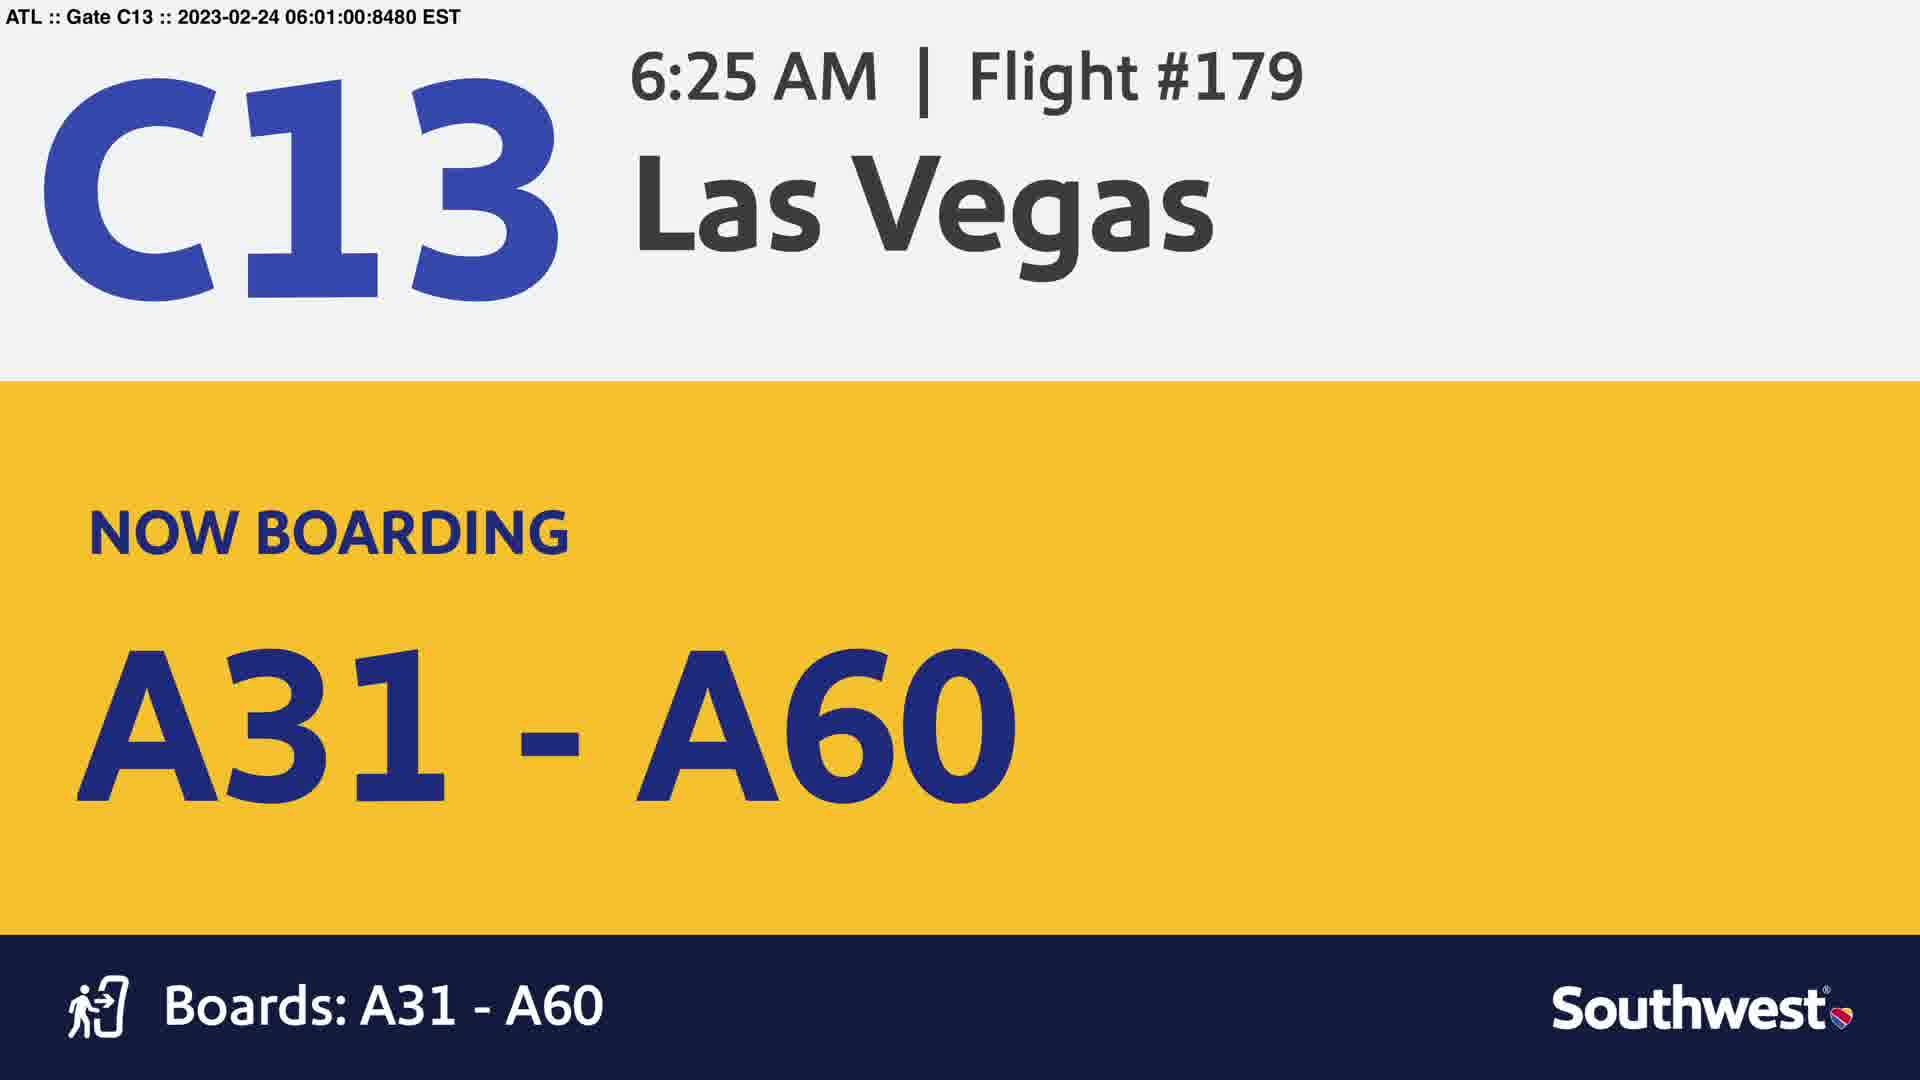 ATL :: Gate C13 :: 2023-02-24 06:01:00:8480 EST
C13
6:25 AM | Flight #179
Las Vegas
NOW BOARDING
A31 - A60
Boards: A31 - A60
Southwest®